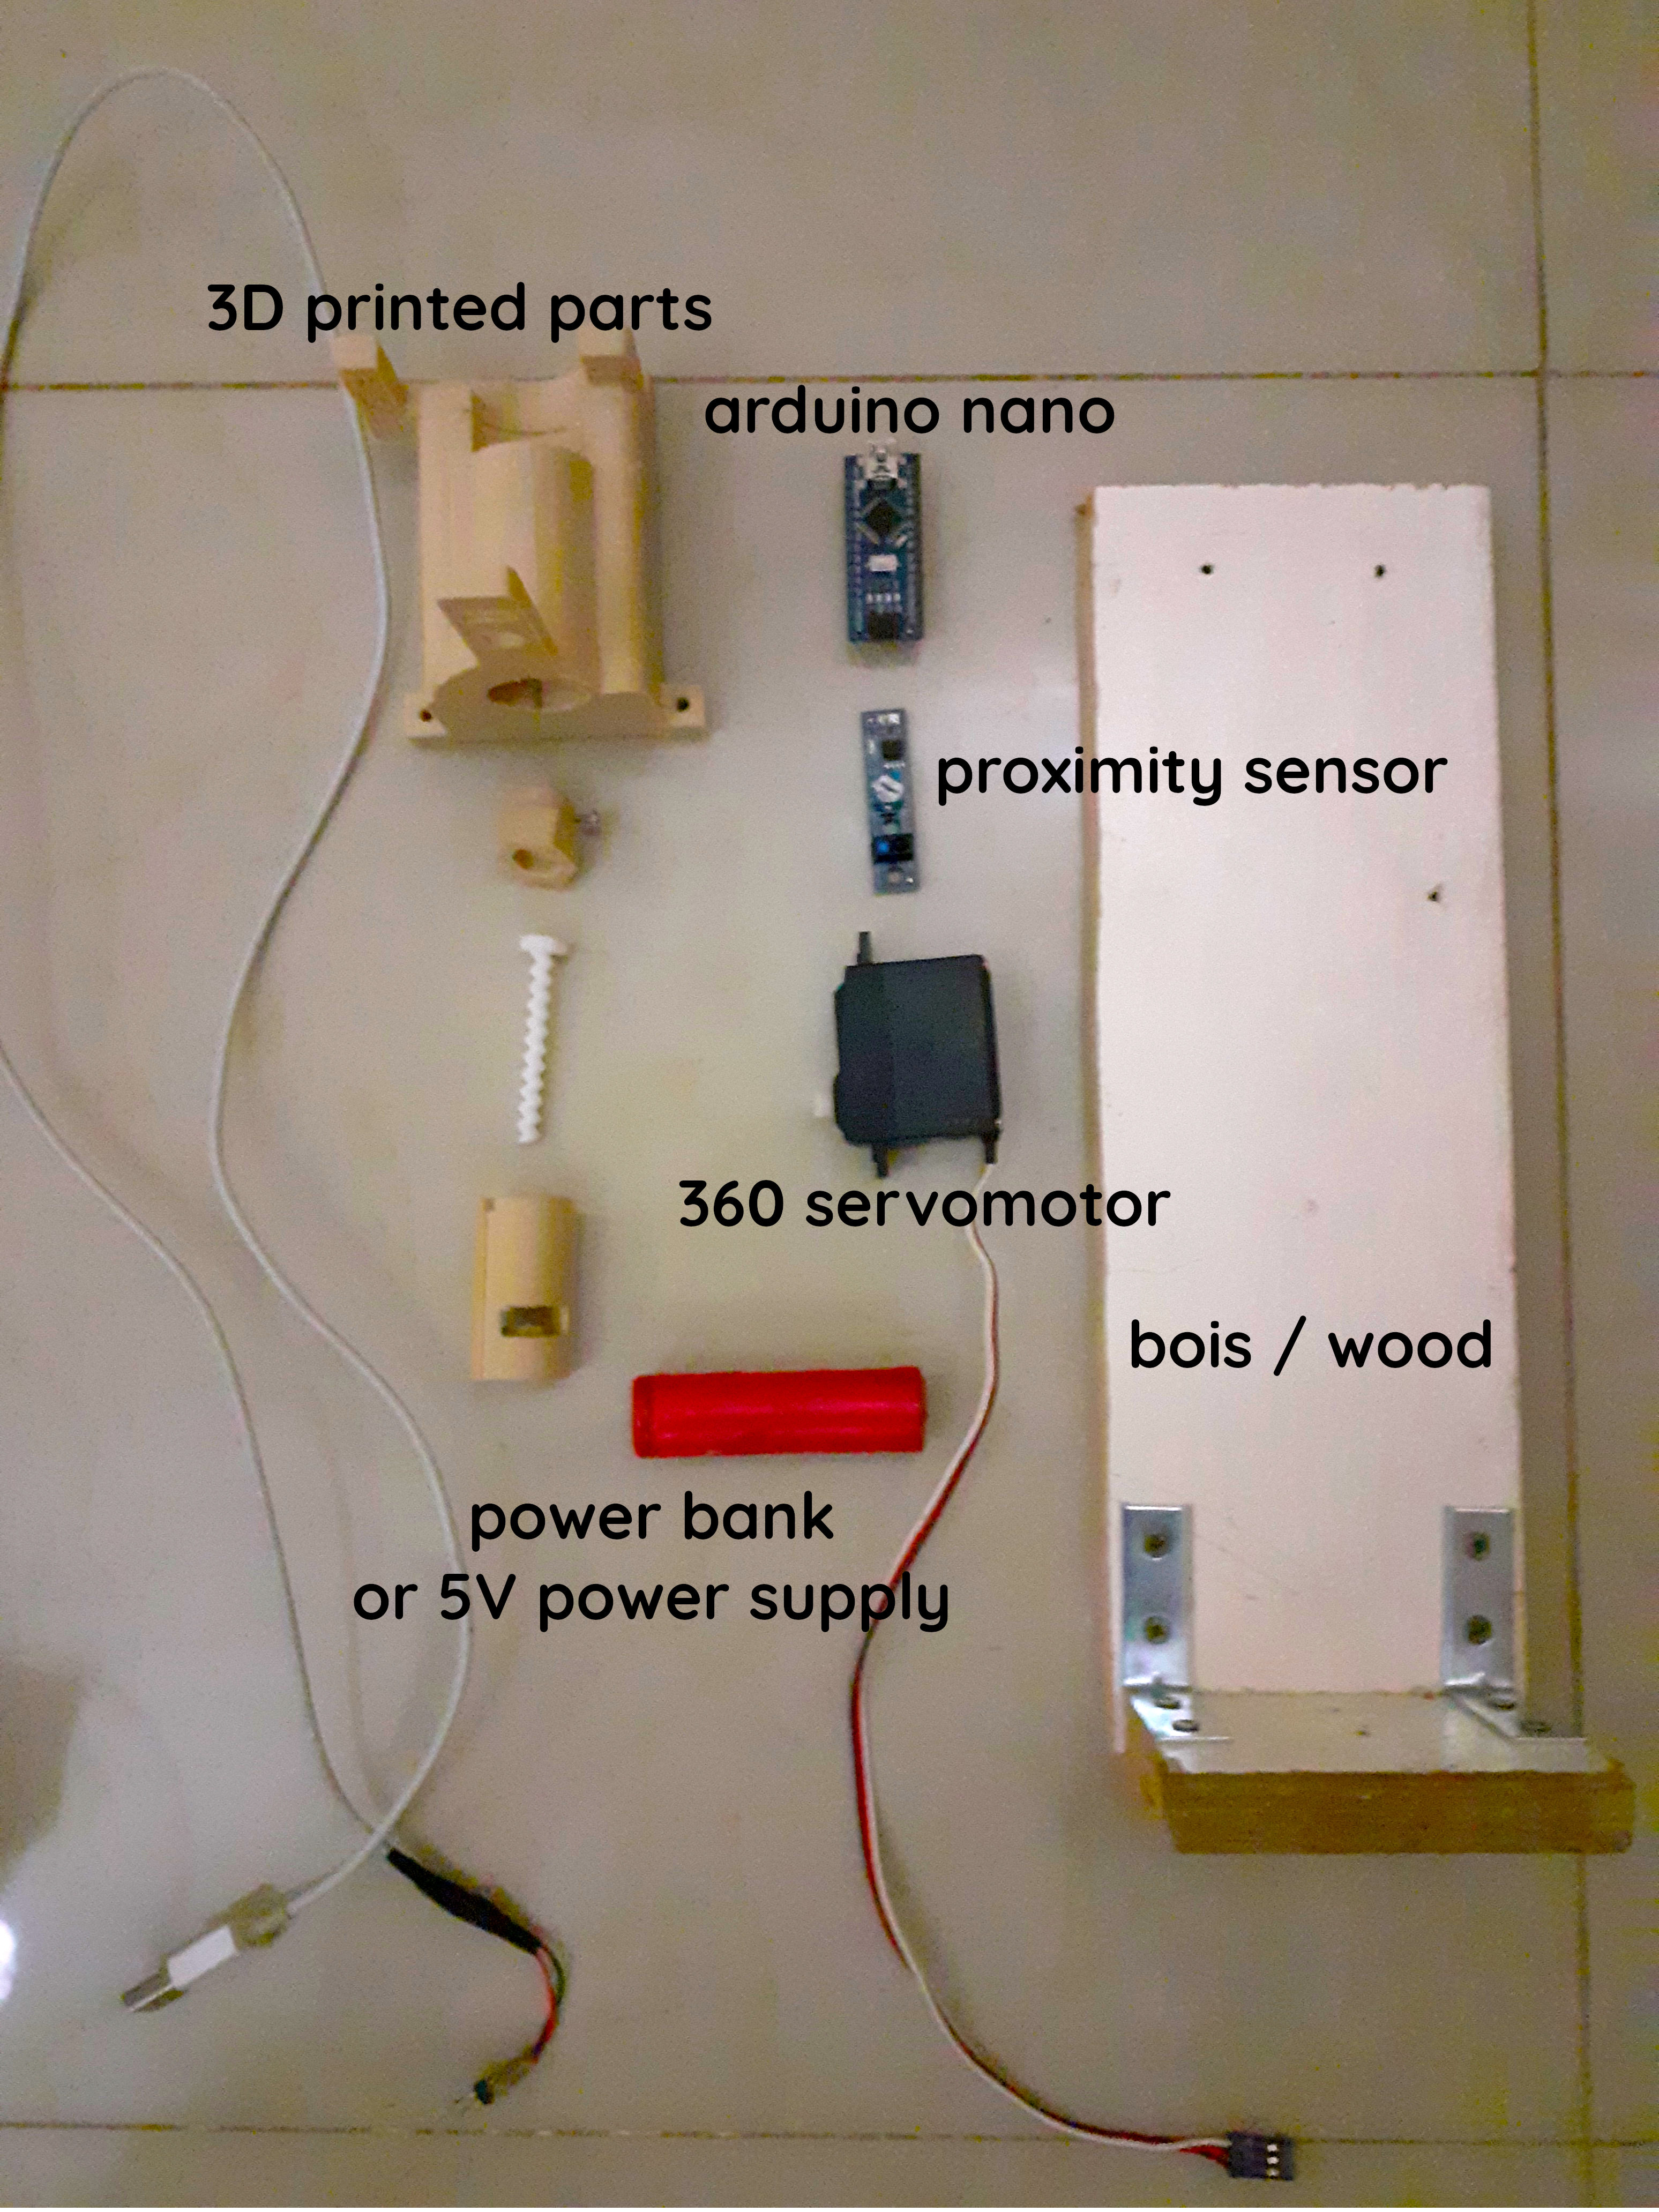 3D printed parts
arduino nano
proximity sensor
360 servomotor
bois / wood
power bank
or 5V power supply